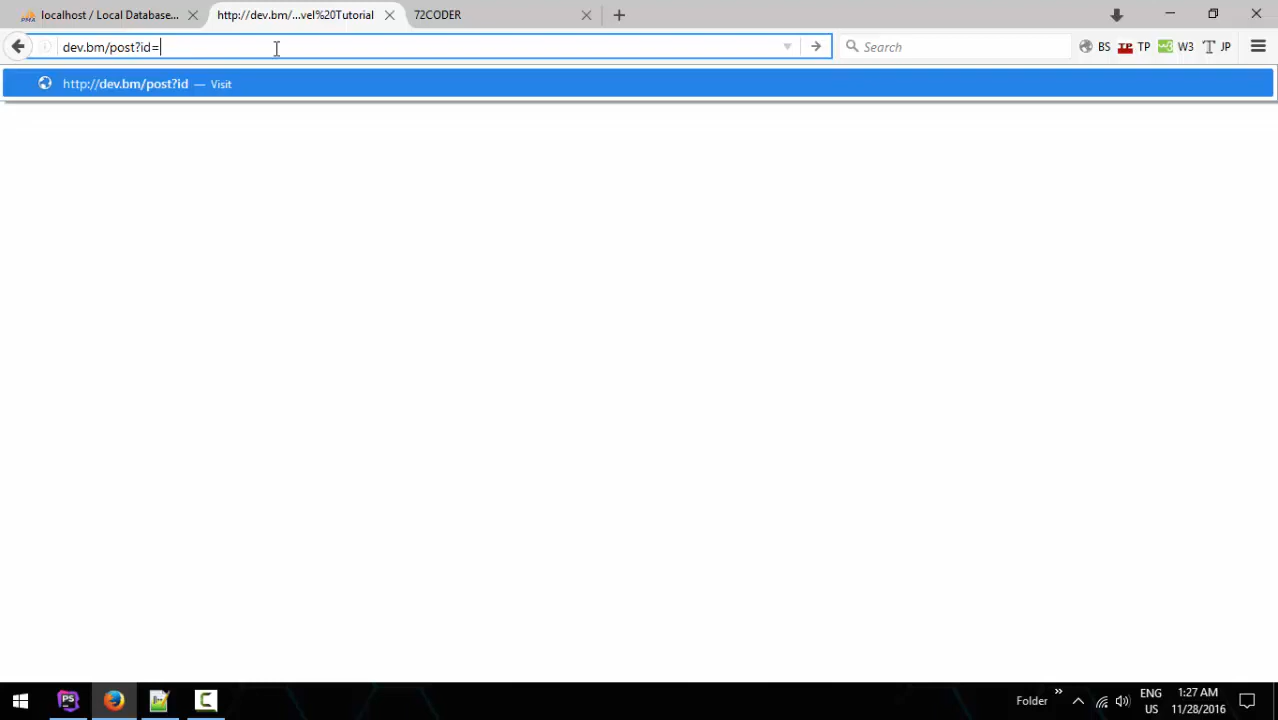 localhost / Local Database...
http://dev.bm/...vel%20Tutorial
72CODER
dev.bm/post?id=
Search
BS
TP
W3
JP
http://dev.bm/post?id — Visit
Folder
ENG
US
1:27 AM
11/28/2016